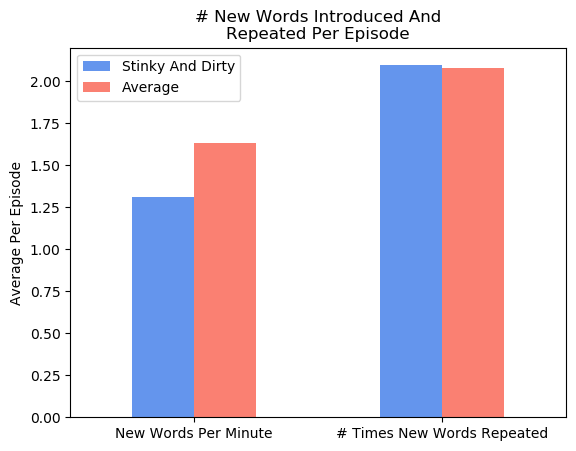 # New Words Introduced And
Repeated Per Episode
Stinky And Dirty
Average
Average Per Episode
2.00
1.75
1.50
1.25
1.00
0.75
0.50
0.25
0.00
New Words Per Minute
# Times New Words Repeated